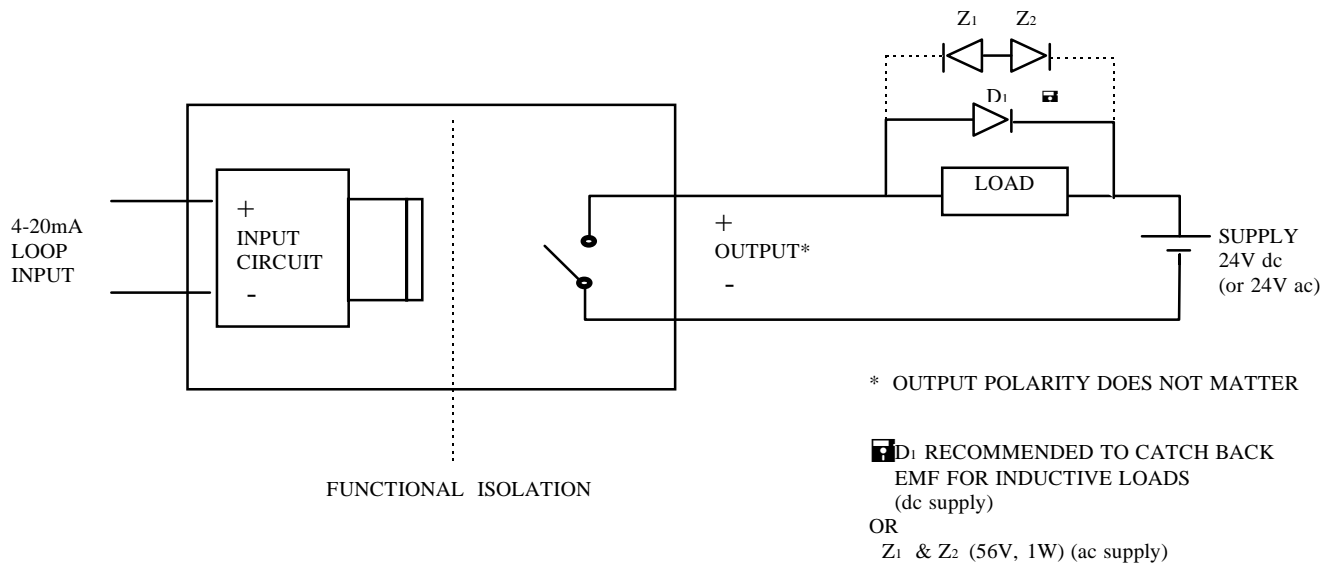 Z1 Z2
D1
4-20mA
LOOP
INPUT
+
INPUT
CIRCUIT
-
+
OUTPUT*
-
LOAD
SUPPLY
24V dc
(or 24V ac)
FUNCTIONAL ISOLATION
* OUTPUT POLARITY DOES NOT MATTER
D1 RECOMMENDED TO CATCH BACK
EMF FOR INDUCTIVE LOADS
(dc supply)
OR
Z1 & Z2 (56V, 1W) (ac supply)